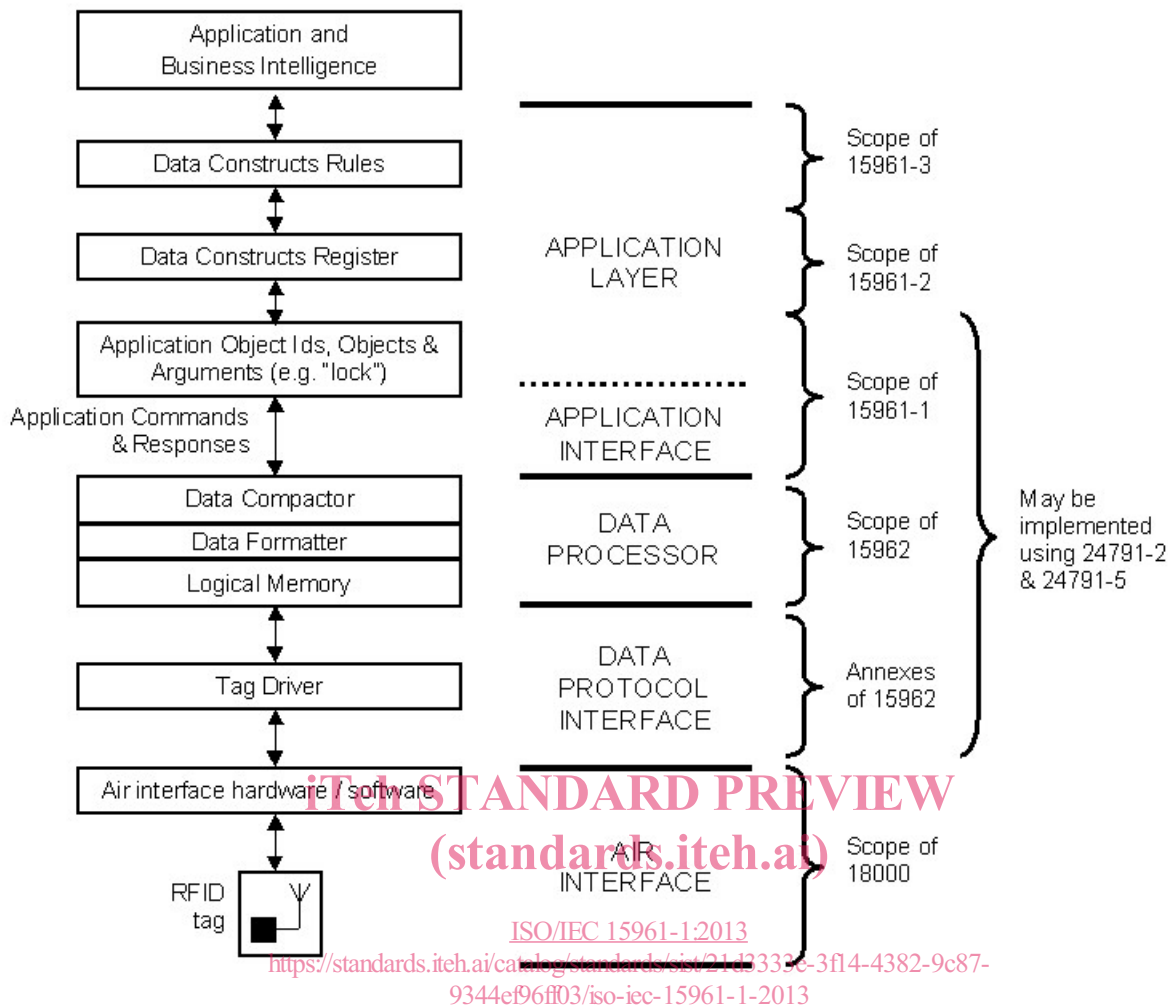 Application and
Business Intelligence
Data Constructs Rules
Data Constructs Register
Application Object Ids, Objects &
Arguments (e.g. "lock")
Application Commands
& Responses
Data Compactor
Data Formatter
Logical Memory
Tag Driver
Air interface hardware / software
RFID
tag
APPLICATION
LAYER
APPLICATION
INTERFACE
DATA
PROCESSOR
DATA
PROTOCOL
INTERFACE
AIR
INTERFACE
Scope of
15961-3
Scope of
15961-2
Scope of
15961-1
Scope of
15962
Annexes
of 15962
Scope of
18000
May be
implemented
using 24791-2
& 24791-5
iTeh STANDARD PREVIEW
(standards.iteh.ai)
ISO/IEC 15961-1:2013
https://standards.iteh.ai/catalog/standards/sist/21d3333e-3f14-4382-9c87-
9344ef96ff03/iso-iec-15961-1-2013